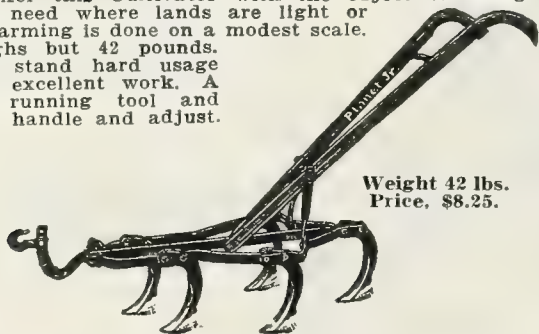 need where lands are light or
arming is done on a modest scale.
ghs but 42 pounds.
stand hard usage
excellent work. A
running tool and
handle and adjust.
Planet Jr.
Weight 42 lbs.
Price, $8.25.